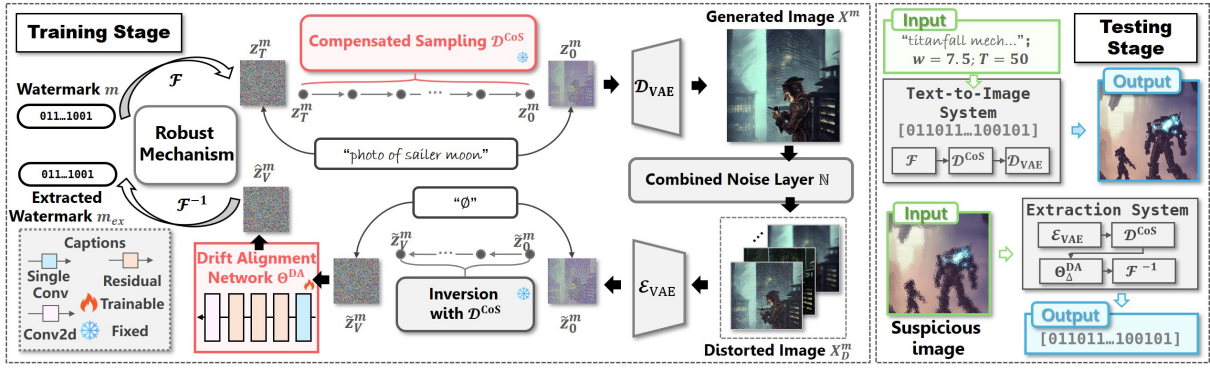 Training Stage
Watermark m
011...1001
ℱ
Robust
Mechanism
011...1001
Extracted
Watermark m_ex
ℱ⁻¹
z_T^m
Compensated Sampling 𝒟^CoS
z_T^m
...
z_0^m
z_0^m
"photo of sailer moon"
𝒟_VAE
Generated Image X^m
Combined Noise Layer ℕ
...
Distorted Image X_D^m
ℰ_VAE
"∅"
z̃_0^m
z̃_V^m
...
z̃_0^m
Inversion
with 𝒟^CoS
z̃_V^m
ẑ_V^m
Drift Alignment
Network Θ^DA
Captions
Single
Conv
Residual
Trainable
Conv2d
Fixed
Testing
Stage
Input
"titanfall mech...";
w = 7.5; T = 50
Text-to-Image
System
[011011...100101]
ℱ
𝒟^CoS
𝒟_VAE
Output
Input
Suspicious
image
Extraction System
ℰ_VAE
𝒟^CoS
Θ_Δ^DA
ℱ⁻¹
Output
[011011...100101]